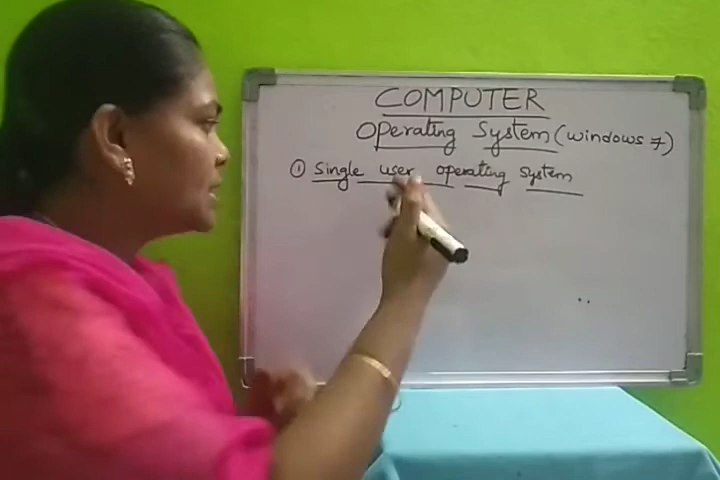 COMPUTER
Operating System (windows 7)
① Single user operating system